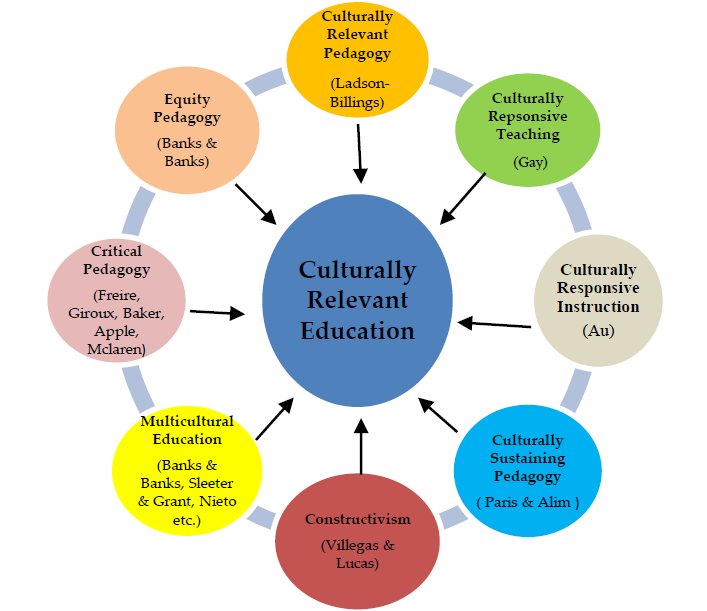 Culturally
Relevant
Pedagogy
(Ladson-
Billings)
Culturally
Repsonsive
Teaching
(Gay)
Culturally
Responsive
Instruction
(Au)
Culturally
Sustaining
Pedagogy
( Paris & Alim )
Constructivism
(Villegas &
Lucas)
Multicultural
Education
(Banks &
Banks, Sleeter
& Grant, Nieto
etc.)
Critical
Pedagogy
(Freire,
Giroux, Baker,
Apple,
Mclaren)
Equity
Pedagogy
(Banks &
Banks)
Culturally
Relevant
Education